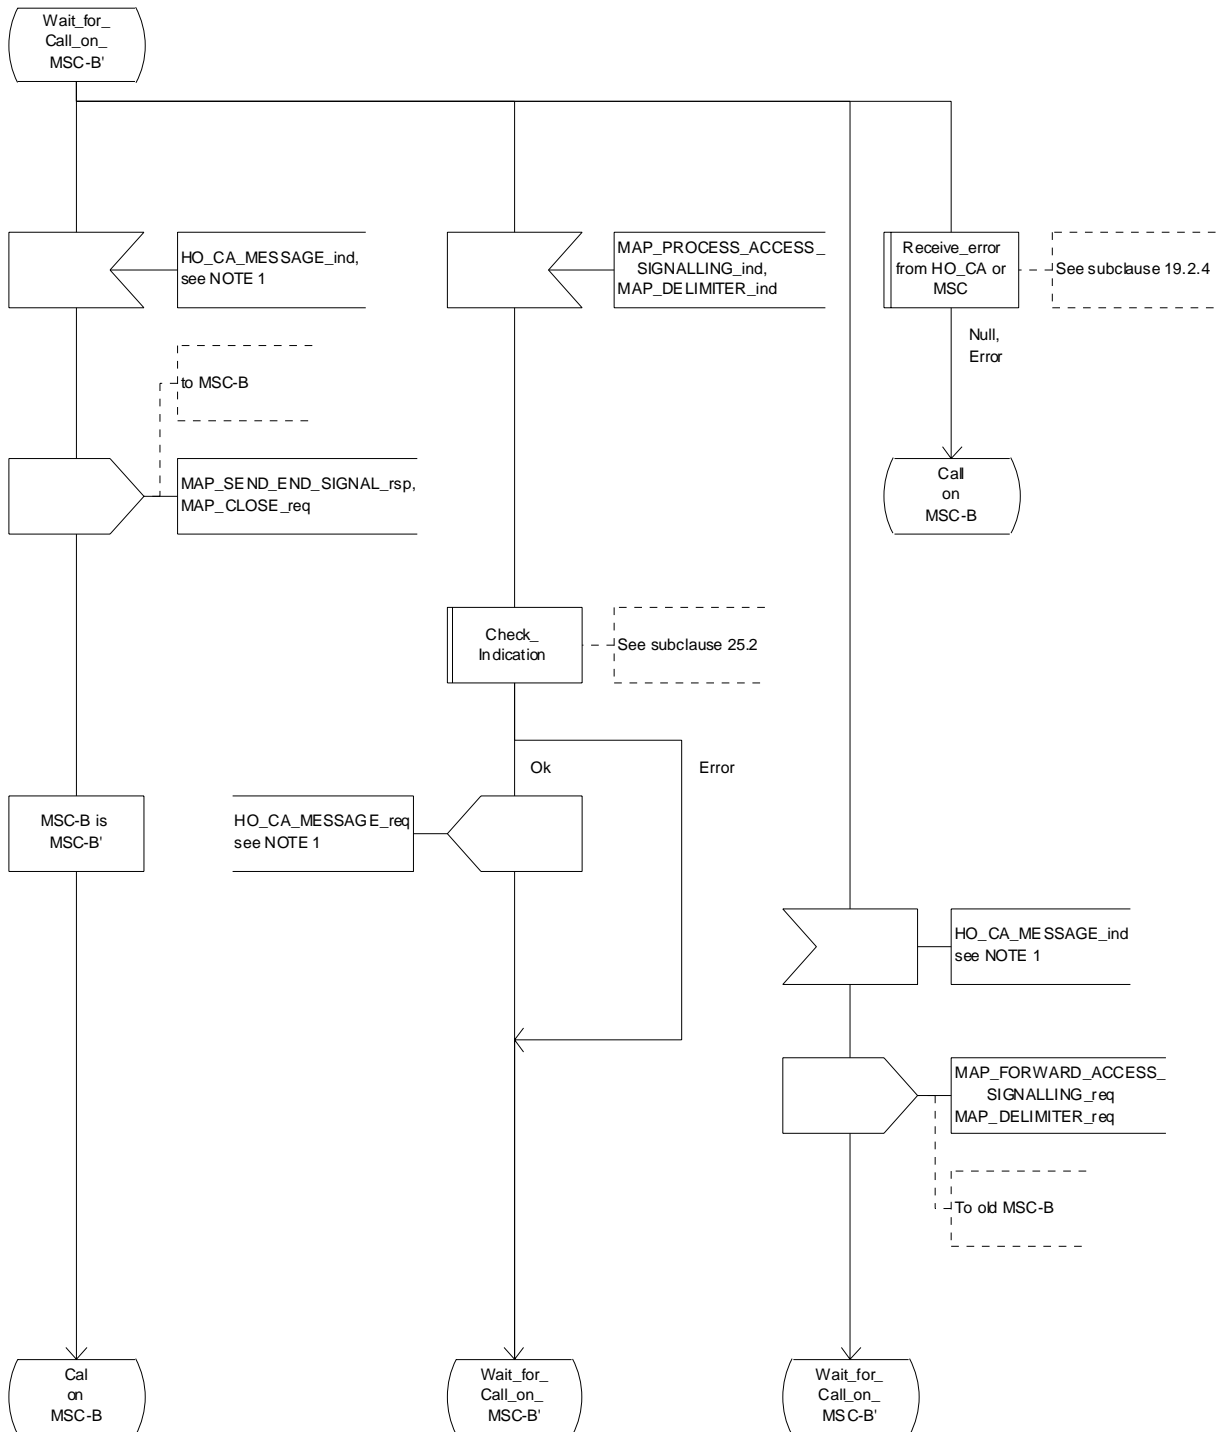 Wait_for_
Call_on_
MSC-B'
HO_CA_MESSAGE_ind,
see NOTE 1
MAP_PROCESS_ACCESS_
SIGNALLING_ind,
MAP_DELIMITER_ind
Receive_error
from HO_CA or
MSC
See subclause 19.2.4
Null,
Error
to MSC-B
MAP_SEND_END_SIGNAL_rsp,
MAP_CLOSE_req
Call
on
MSC-B
Check_
Indication
See subclause 25.2
Ok
Error
MSC-B is
MSC-B'
HO_CA_MESSAGE_req
see NOTE 1
HO_CA_MESSAGE_ind
see NOTE 1
MAP_FORWARD_ACCESS_
SIGNALLING_req
MAP_DELIMITER_req
To old MSC-B
Cal
on
MSC-B
Wait_for_
Call_on_
MSC-B'
Wait_for_
Call_on_
MSC-B'